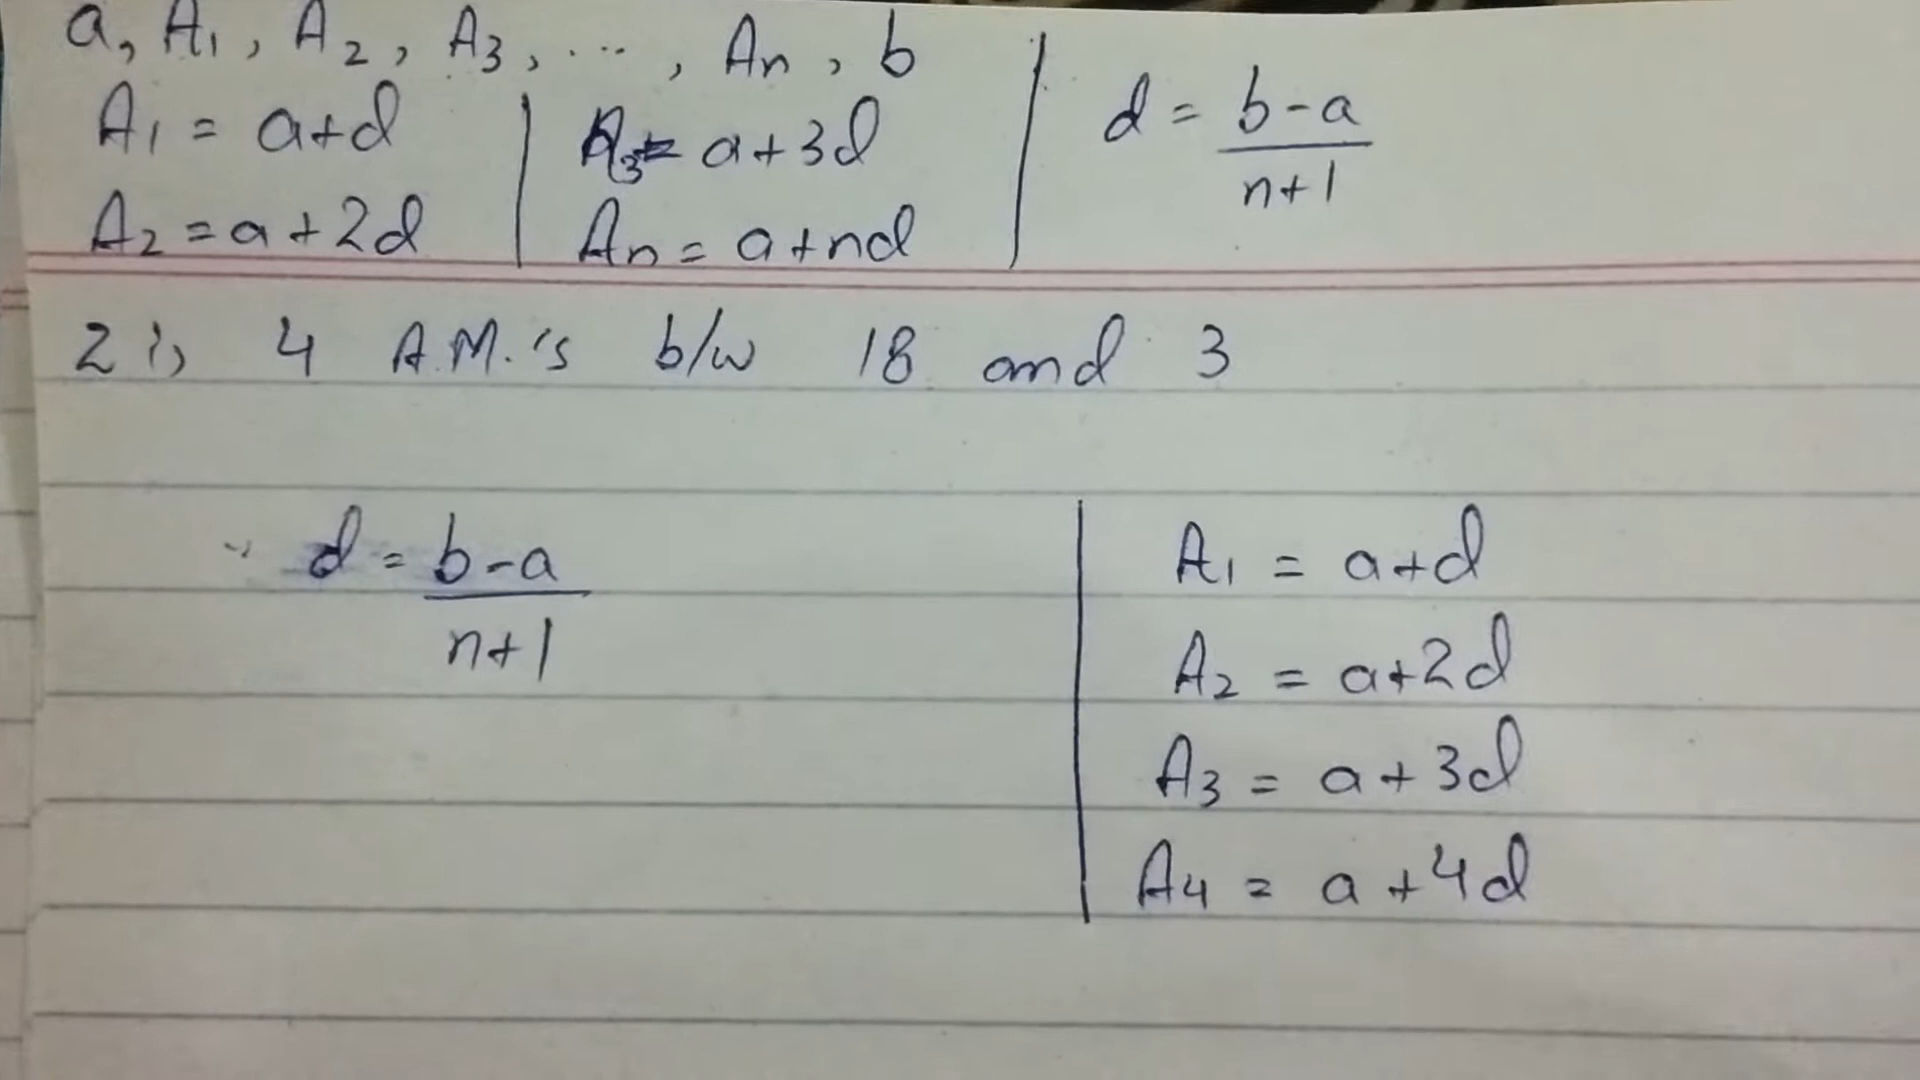 a, A1, A2, A3, ..., An, b
A1 = a+d
A2 = a+2d
A3 = a+3d
An = a+nd
d = b-a
n+1
2 i, 4 A.M.'s b/w 18 and 3
d = b-a
n+1
A1 = a+d
A2 = a+2d
A3 = a+3d
A4 = a+4d